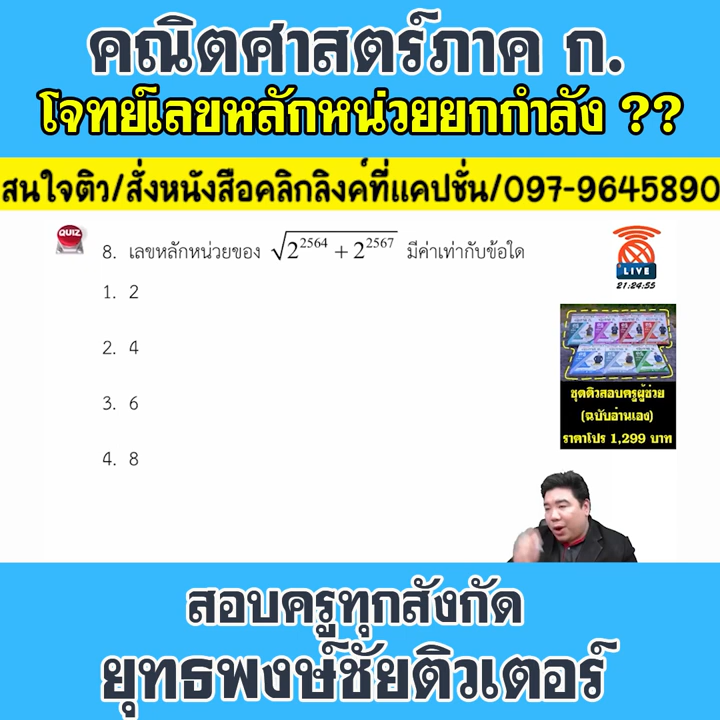 คณิตศาสตร์ภาค ก.
โจทย์เลขหลักหน่วยยกกำลัง ??
สนใจติว/สั่งหนังสือคลิกลิงค์ที่แคปชั่น/097-9645890
QUIZ
8. เลขหลักหน่วยของ √(2^2564 + 2^2567) มีค่าเท่ากับข้อใด
1. 2
2. 4
3. 6
4. 8
LIVE
21:24:55
ชุดติวสอบครูผู้ช่วย
(ฉบับอ่านเอง)
ราคาโปร 1,299 บาท
สอบครูทุกสังกัด
ยุทธพงษ์ชัยติวเตอร์